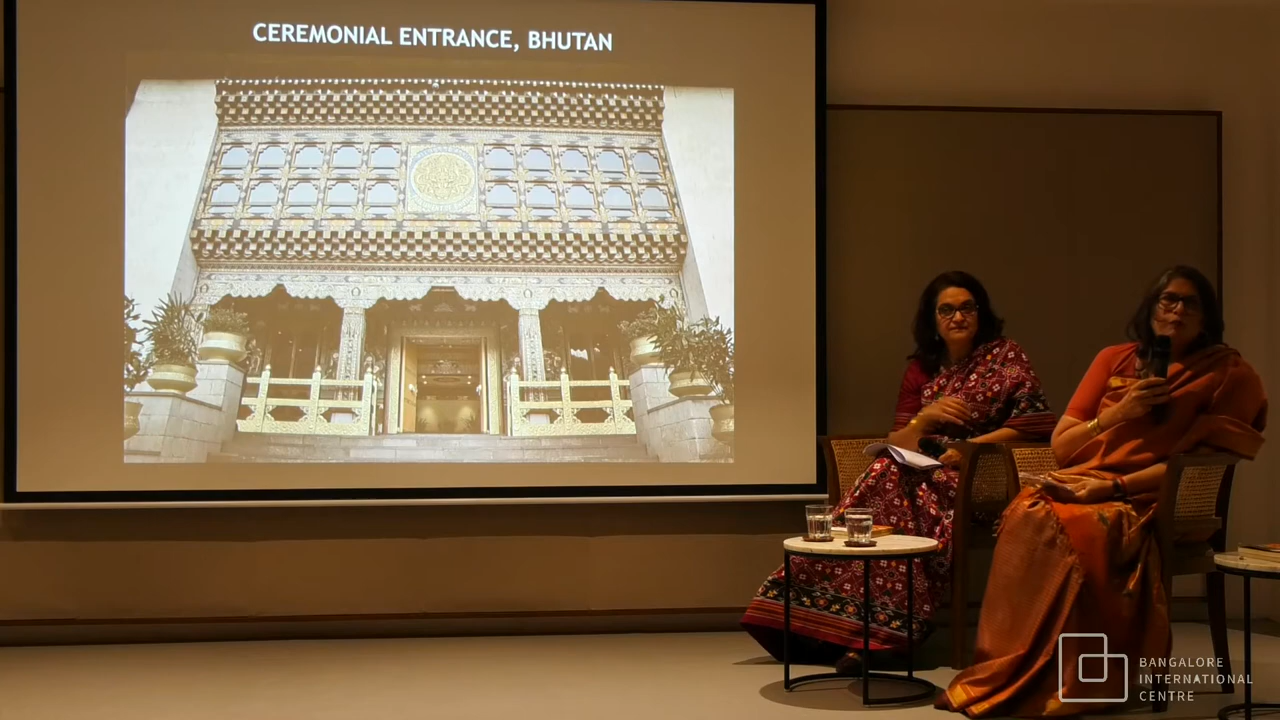 CEREMONIAL ENTRANCE, BHUTAN
BANGALORE
INTERNATIONAL
CENTRE